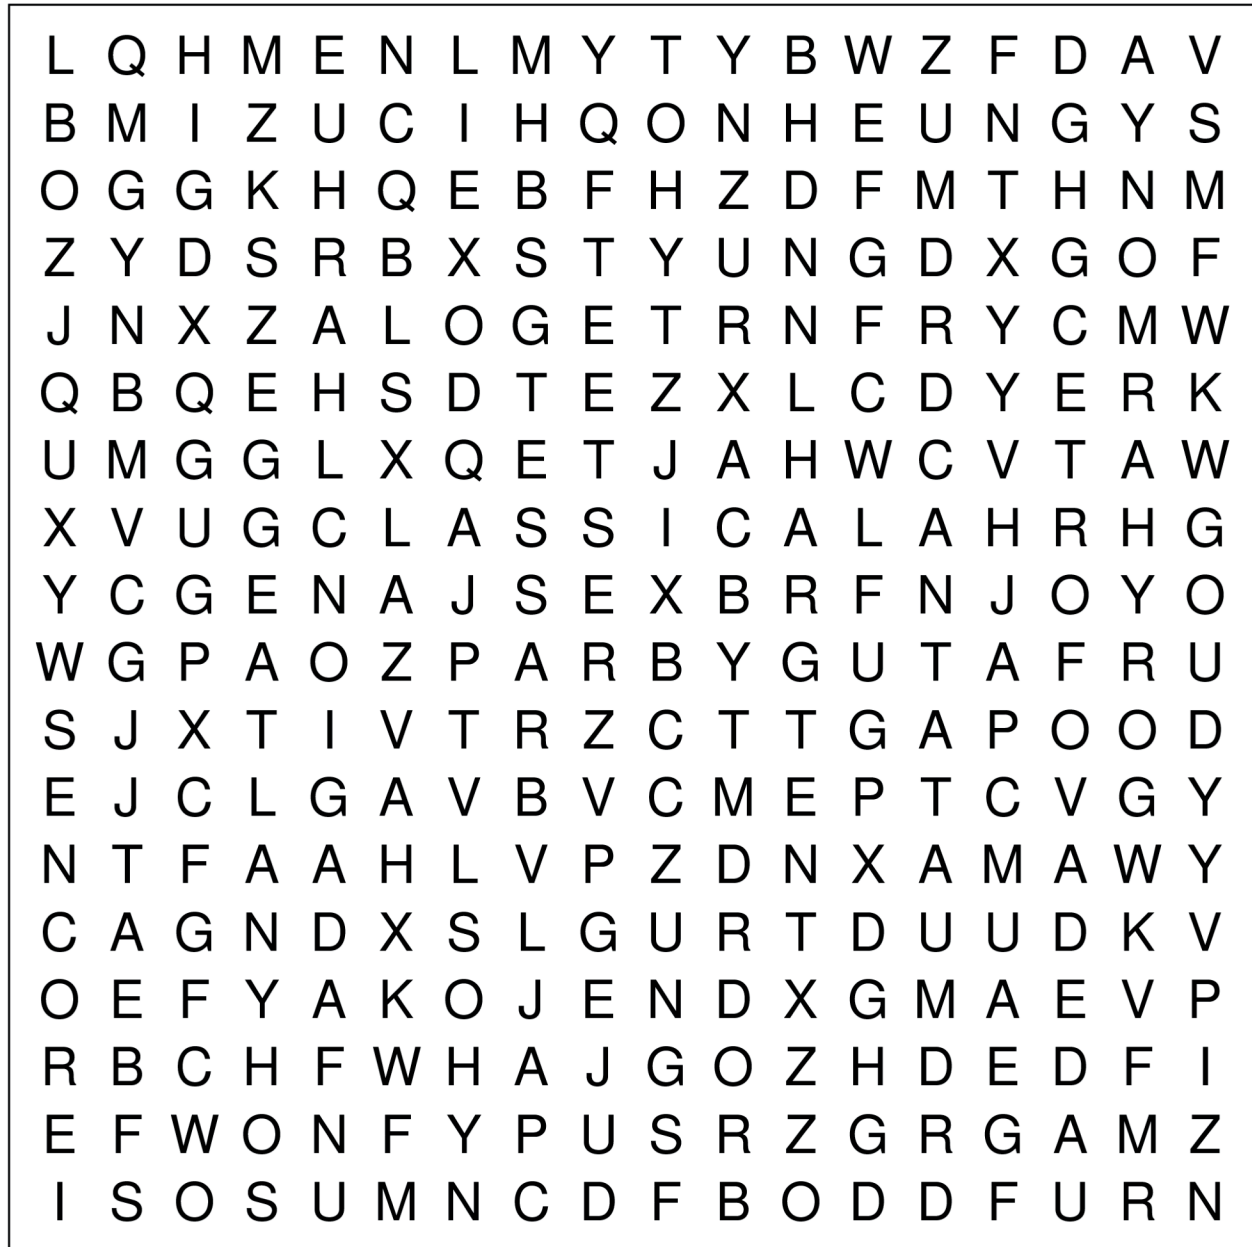 L Q H M E N L M Y T Y B W Z F D A V
B M I Z U C I H Q O N H E U N G Y S
O G G K H Q E B F H Z D F M T H N M
Z Y D S R B X S T Y U N G D X G O F
J N X Z A L O G E T R N F R Y C M W
Q B Q E H S D T E Z X L C D Y E R K
U M G G L X Q E T J A H W C V T A W
X V U G C L A S S I C A L A H R H G
Y C G E N A J S E X B R F N J O Y O
W G P A O Z P A R B Y G U T A F R U
S J X T I V T R Z C T T G A P O O D
E J C L G A V B V C M E P T C V G Y
N T F A A H L V P Z D N X A M A W Y
C A G N D X S L G U R T D U U D K V
O E F Y A K O J E N D X G M A E V P
R B C H F W H A J G O Z H D E D F I
E F W O N F Y P U S R Z G R G A M Z
I S O S U M N C D F B O D D F U R N